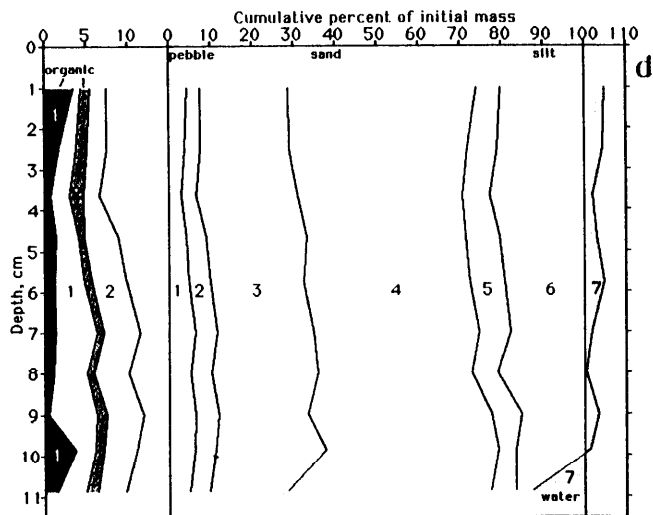 Cumulative percent of initial mass
0 5 10 0 10 20 30 40 50 60 70 80 90 100 110
pebble sand silt d
organic
0
1
2
3
4
5
6
7
8
9
10
11
Depth, cm
1
1 2 1 2 3 4 5 6 7
1
7
water